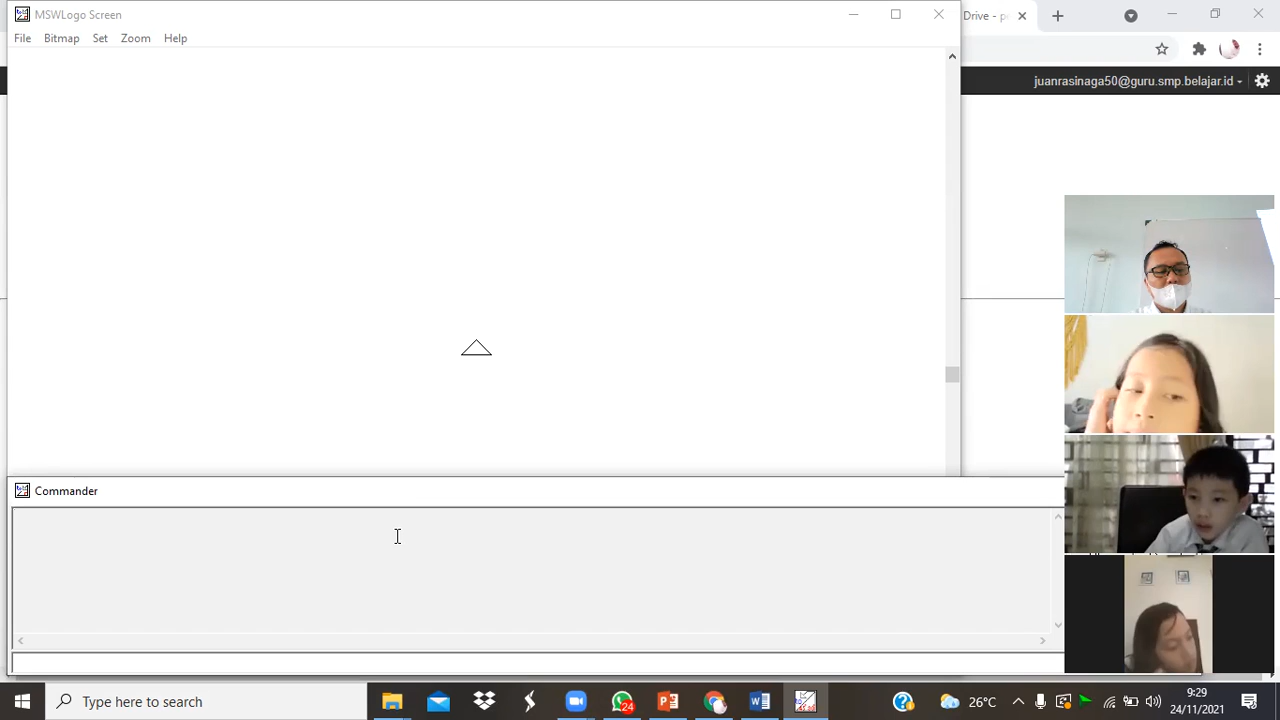 MSWLogo Screen
Drive - p
File Bitmap Set Zoom Help
juanrasinaga50@guru.smp.belajar.id
Commander
Type here to search
24
26°C
9:29
24/11/2021